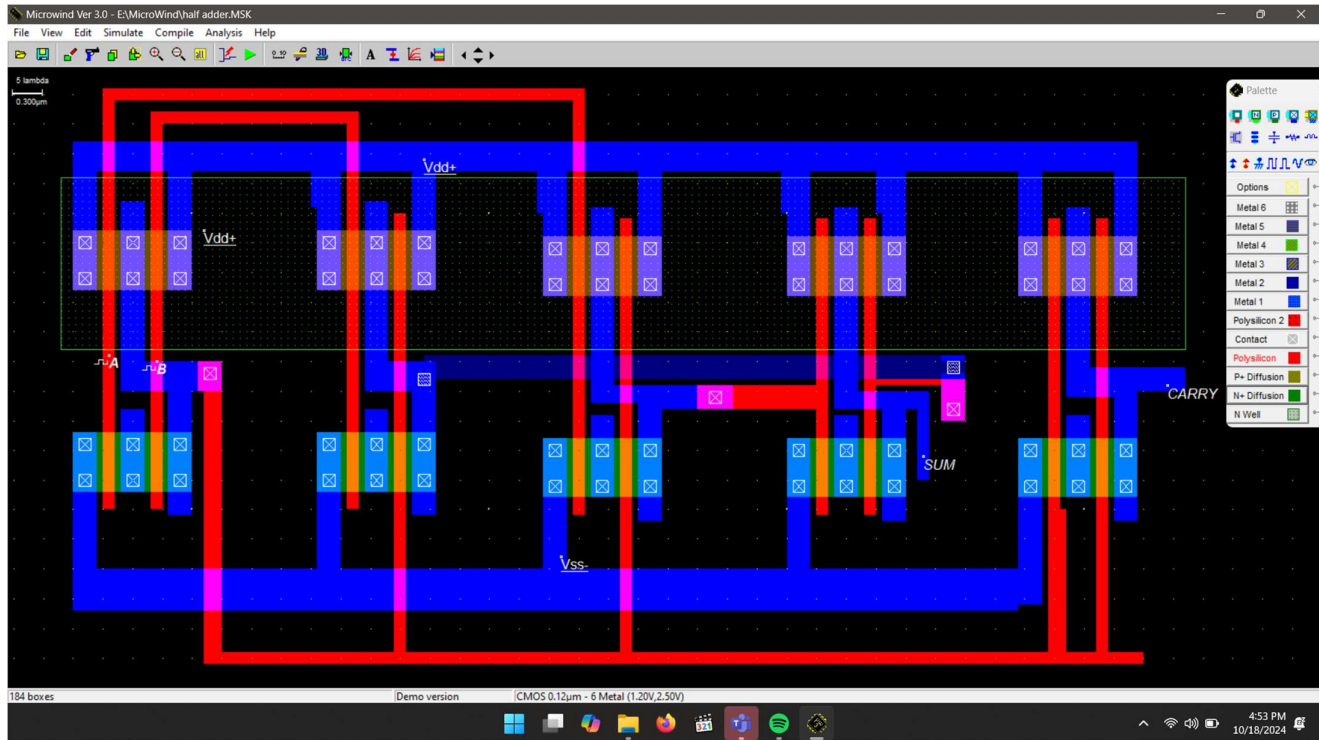 Microwind Ver 3.0 - E:\MicroWind\half adder.MSK
File View Edit Simulate Compile Analysis Help
5 lambda
0.300µm
Palette
Vdd+
Vdd+
A
B
CARRY
SUM
Vss-
Options
Metal 6
Metal 5
Metal 4
Metal 3
Metal 2
Metal 1
Polysilicon 2
Contact
Polysilicon
P+ Diffusion
N+ Diffusion
N Well
184 boxes
Demo version
CMOS 0.12µm - 6 Metal (1.20V,2.50V)
4:53 PM
10/18/2024